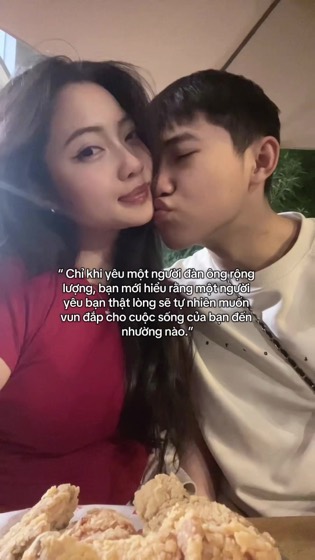 “ Chỉ khi yêu một người đàn ông rộng
lượng, bạn mới hiểu rằng một người
yêu bạn thật lòng sẽ tự nhiên muốn
vun đắp cho cuộc sống của bạn đến
nhường nào.”